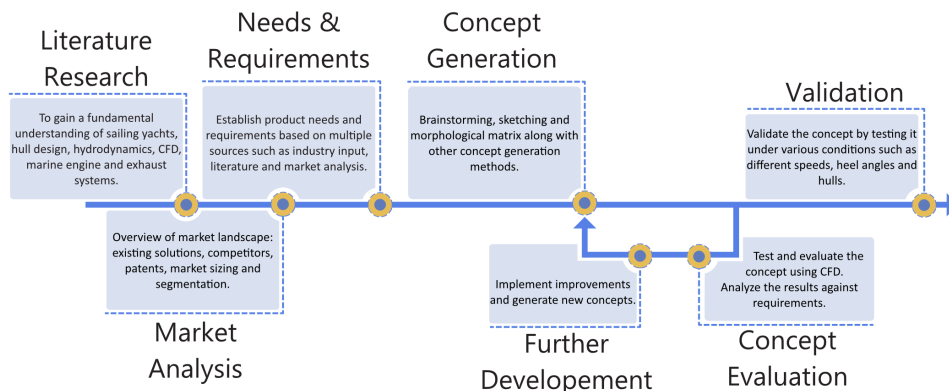 Literature
Research
To gain a fundamental
understanding of sailing yachts,
hull design, hydrodynamics, CFD,
marine engine and exhaust
systems.
Overview of market landscape:
existing solutions, competitors,
patents, market sizing and
segmentation.
Market
Analysis
Needs &
Requirements
Establish product needs and
requirements based on multiple
sources such as industry input,
literature and market analysis.
Concept
Generation
Brainstorming, sketching and
morphological matrix along with
other concept generation
methods.
Implement improvements
and generate new concepts.
Further
Developement
Test and evaluate the
concept using CFD.
Analyze the results against
requirements.
Concept
Evaluation
Validation
Validate the concept by testing it
under various conditions such as
different speeds, heel angles and
hulls.